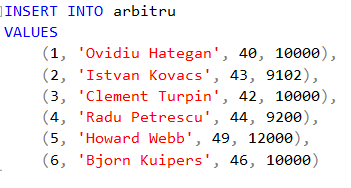 INSERT INTO arbitru
VALUES
(1, 'Ovidiu Hategan', 40, 10000),
(2, 'Istvan Kovacs', 43, 9102),
(3, 'Clement Turpin', 42, 10000),
(4, 'Radu Petrescu', 44, 9200),
(5, 'Howard Webb', 49, 12000),
(6, 'Bjorn Kuipers', 46, 10000)